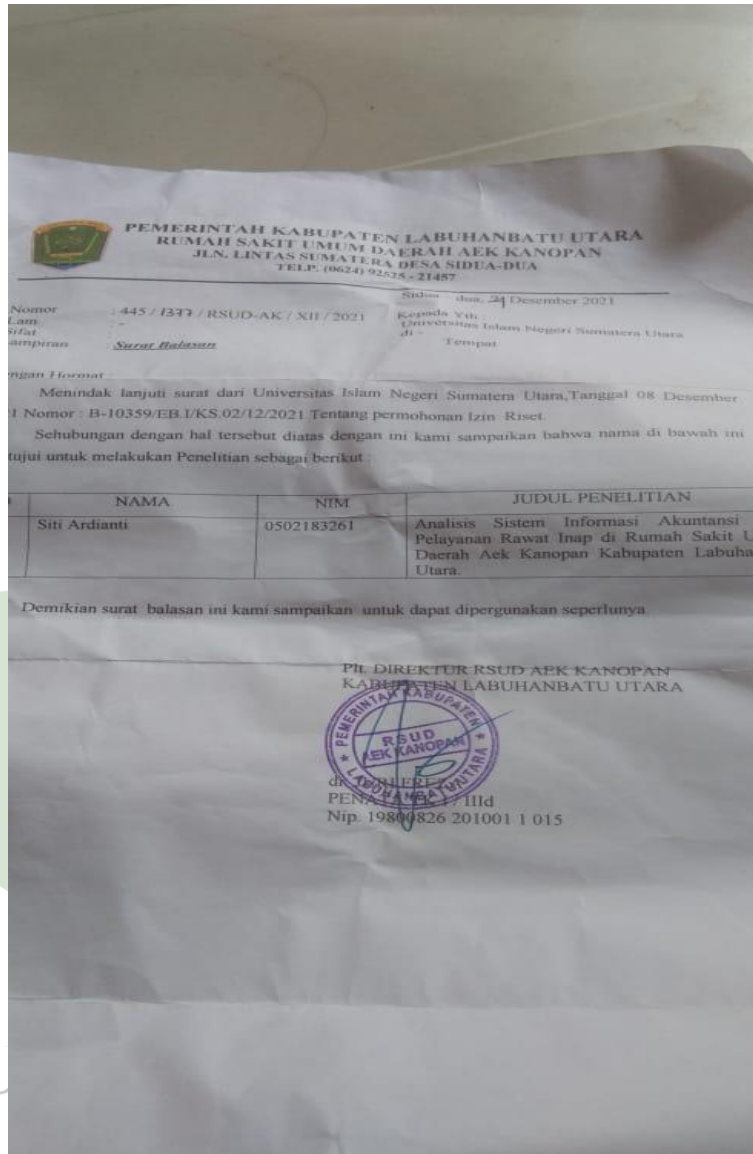 PEMERINTAH KABUPATEN LABUHANBATU UTARA
RUMAH SAKIT UMUM DAERAH AEK KANOPAN
JLN. LINTAS SUMATERA DESA SIDUA-DUA
TELP. (0624) 92525 - 21457
Sidua - dua, 21 Desember 2021
Nomor : 445 / 1377 / RSUD-AK / XII / 2021
Lam : -
Sifat :
ampiran : Surat Balasan
Kepada Yth :
Universitas Islam Negeri Sumatera Utara
di -
Tempat
ngan Hormat
Menindak lanjuti surat dari Universitas Islam Negeri Sumatera Utara,Tanggal 08 Desember
1 Nomor : B-10359/EB.I/KS.02/12/2021 Tentang permohonan Izin Riset.
Sehubungan dengan hal tersebut diatas dengan ini kami sampaikan bahwa nama di bawah ini
tujui untuk melakukan Penelitian sebagai berikut :
NAMA NIM JUDUL PENELITIAN
Siti Ardianti 0502183261 Analisis Sistem Informasi Akuntansi
Pelayanan Rawat Inap di Rumah Sakit U
Daerah Aek Kanopan Kabupaten Labuha
Utara.
Demikian surat balasan ini kami sampaikan untuk dapat dipergunakan seperlunya
Plt. DIREKTUR RSUD AEK KANOPAN
KABUPATEN LABUHANBATU UTARA
PEMERINTAH KABUPATEN
RSUD
AEK KANOPAN
LABUHANBATU UTARA
dr.
PENATA TK I / IIId
Nip. 19800826 201001 1 015